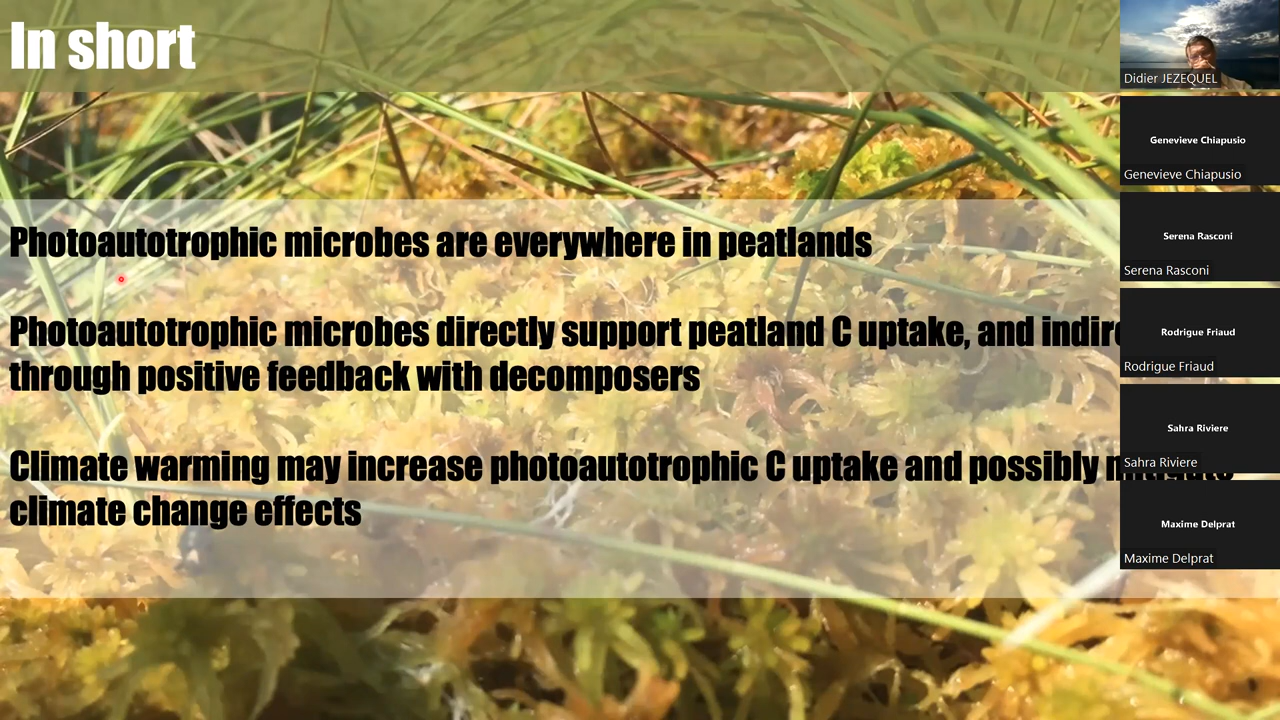 In short
Photoautotrophic microbes are everywhere in peatlands
Photoautotrophic microbes directly support peatland C uptake, and
through positive feedback with decomposers
Climate warming may increase photoautotrophic C uptake and possibly
climate change effects
Didier JEZEQUEL
Genevieve Chiapusio
Genevieve Chiapusio
Serena Rasconi
Serena Rasconi
Rodrigue Friaud
Rodrigue Friaud
Sahra Riviere
Sahra Riviere
Maxime Delprat
Maxime Delprat